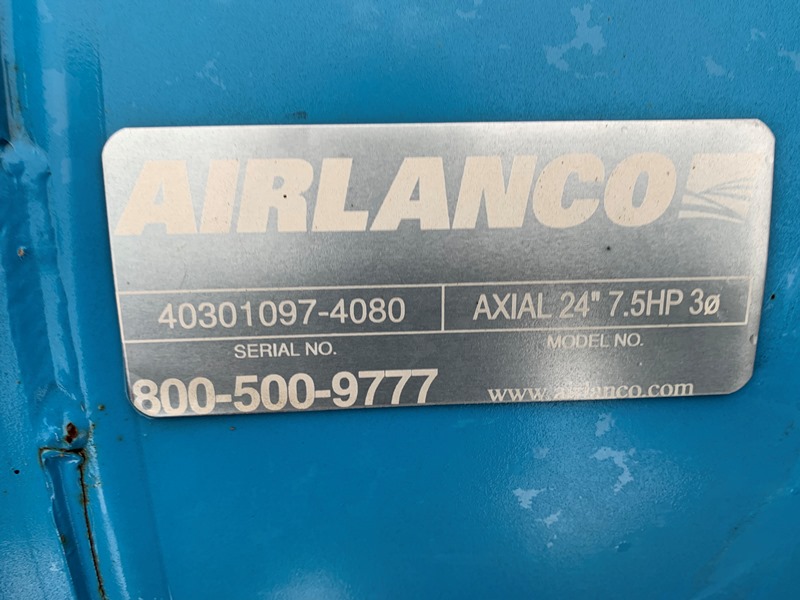 AIRLANCO
40301097-4080 AXIAL 24" 7.5HP 3ø
SERIAL NO. MODEL NO.
800-500-9777 www.airlanco.com